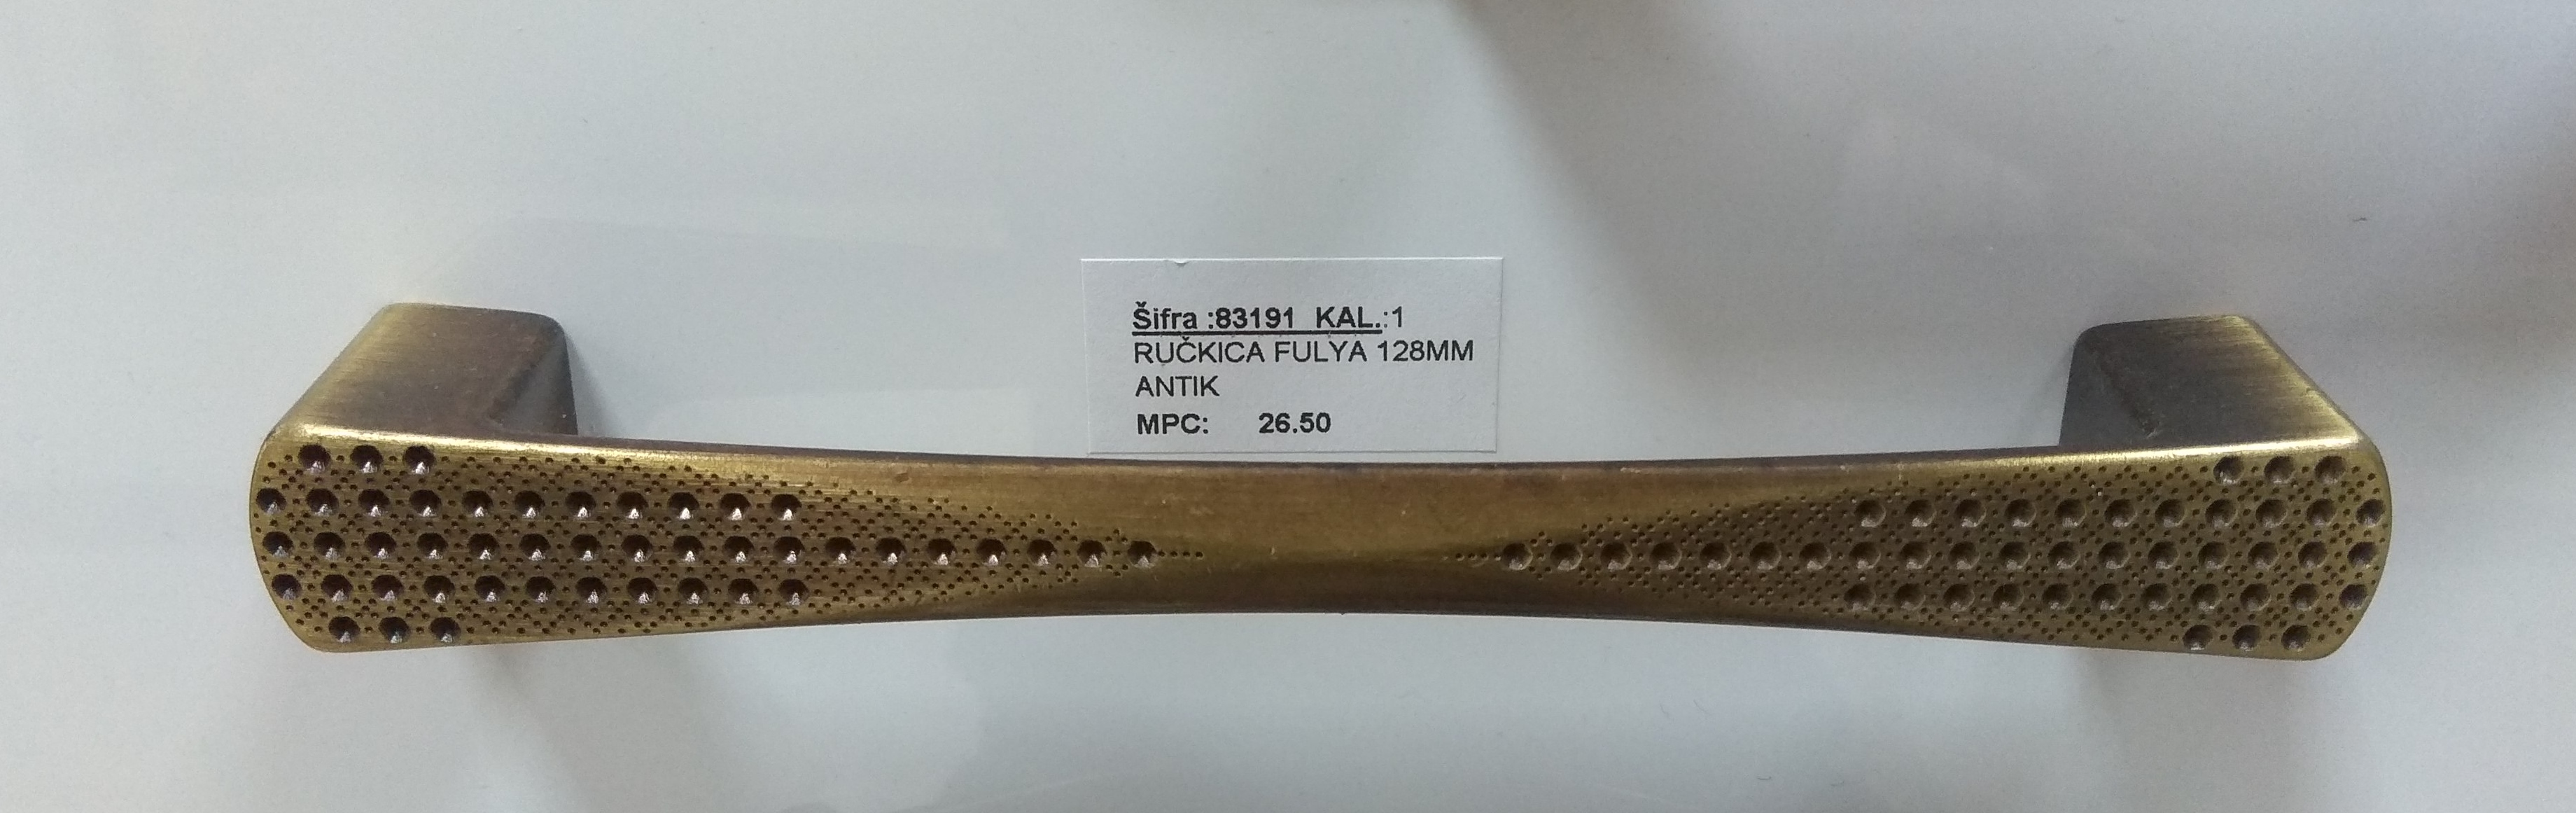 Šifra :83191 KAL.:1
RUČKICA FULYA 128MM
ANTIK
MPC: 26.50